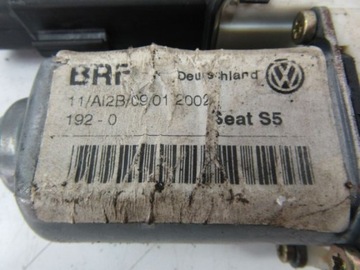 BRF Deutschland
11/AI2B/09 01 2002
192 - 0 Seat S5